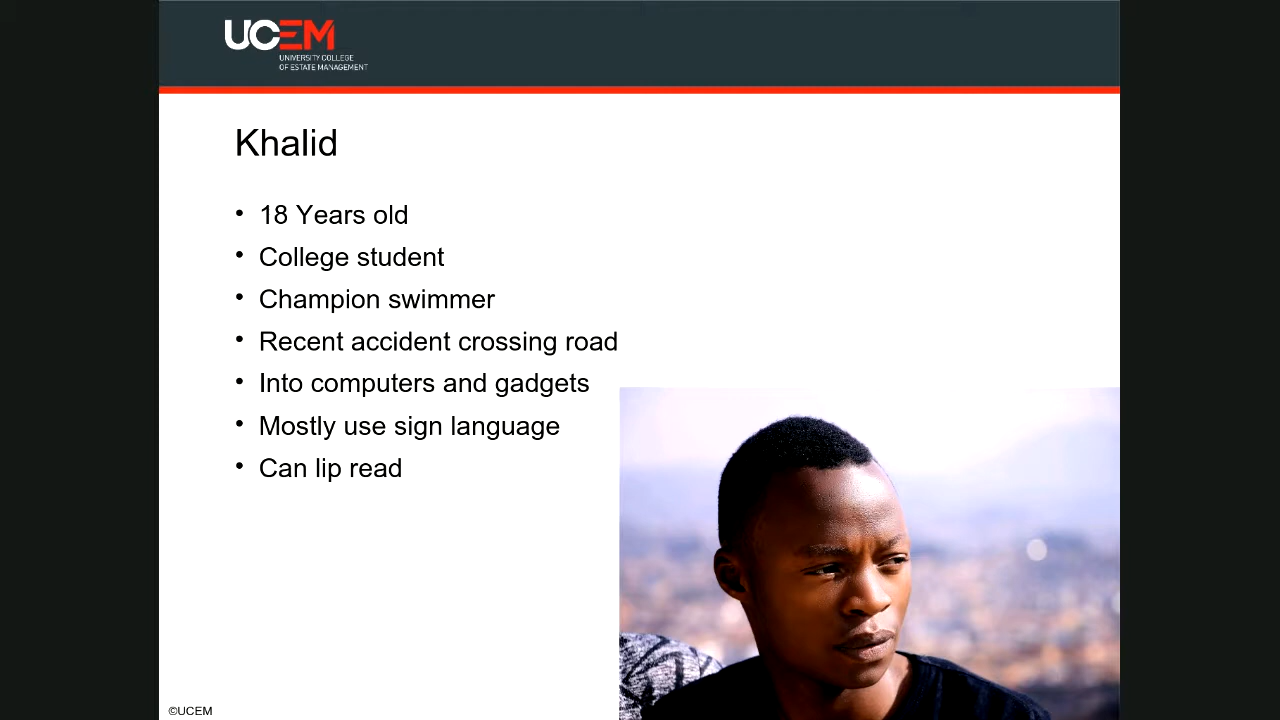 UCEM
UNIVERSITY COLLEGE
OF ESTATE MANAGEMENT
Khalid
• 18 Years old
• College student
• Champion swimmer
• Recent accident crossing road
• Into computers and gadgets
• Mostly use sign language
• Can lip read
©UCEM